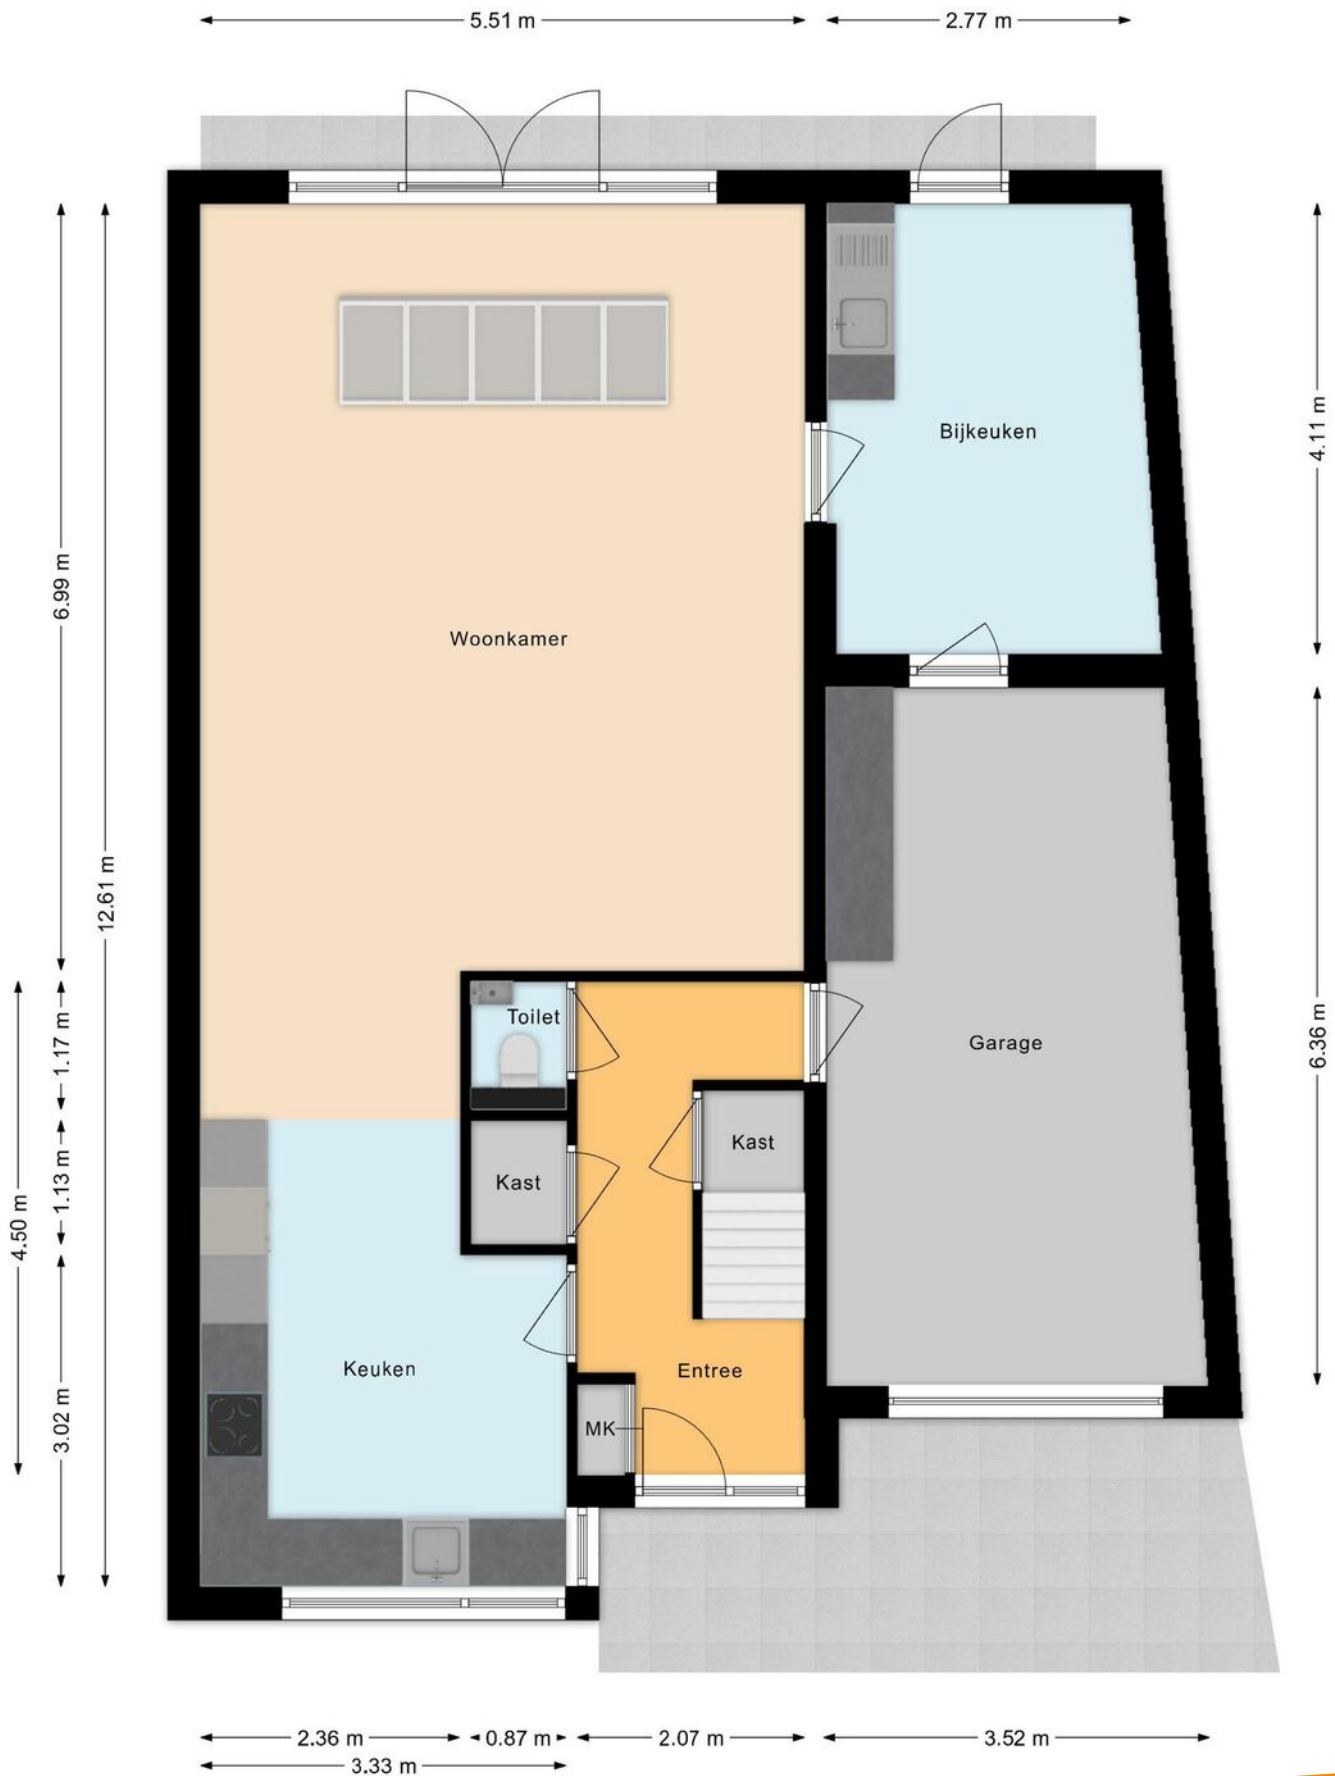 5.51 m
2.77 m
Bijkeuken
4.11 m
6.99 m
Woonkamer
12.61 m
Toilet
1.17 m
Garage
6.36 m
Kast
1.13 m
Kast
4.50 m
Keuken
Entree
3.02 m
MK
2.36 m
0.87 m
2.07 m
3.52 m
3.33 m